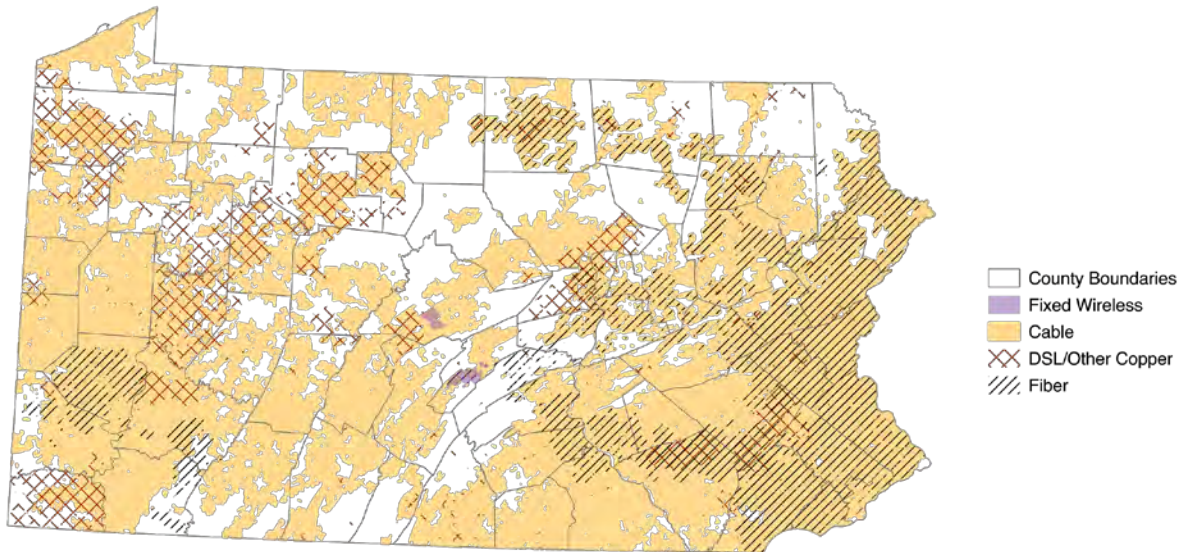 County Boundaries
Fixed Wireless
Cable
DSL/Other Copper
Fiber